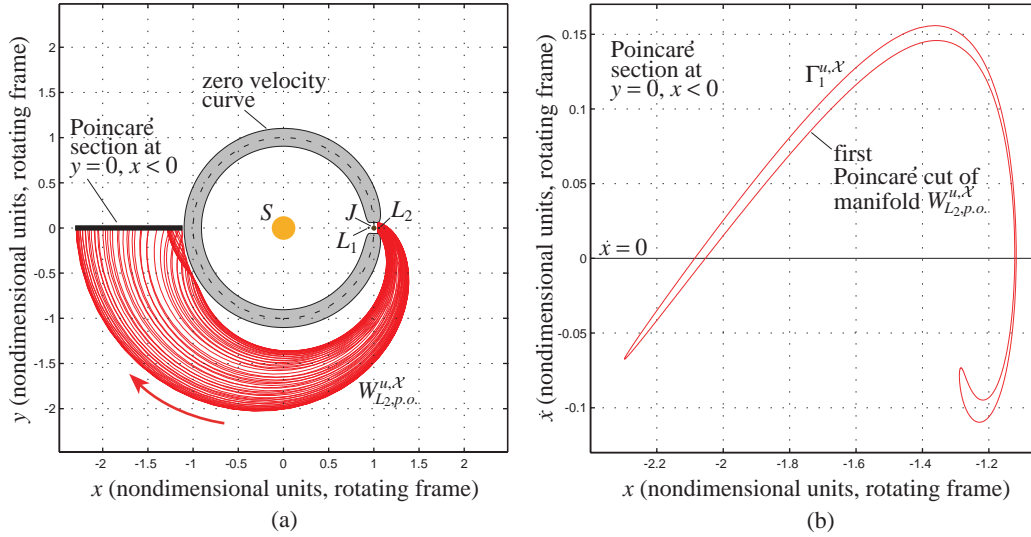 2
1.5
1
0.5
0
-0.5
-1
-1.5
-2
y (nondimensional units, rotating frame)
zero velocity
curve
Poincaré
section at
y = 0, x < 0
S
J
L₂
L₁
W^{u,𝒳}_{L₂,p.o.}
-2 -1.5 -1 -0.5 0 0.5 1 1.5 2
x (nondimensional units, rotating frame)
(a)
0.15
0.1
0.05
0
-0.05
-0.1
ẋ (nondimensional units, rotating frame)
Poincaré
section at
y = 0, x < 0
Γ₁^{u,𝒳}
first
Poincaré cut of
manifold W^{u,𝒳}_{L₂,p.o.}
ẋ = 0
-2.2 -2 -1.8 -1.6 -1.4 -1.2
x (nondimensional units, rotating frame)
(b)